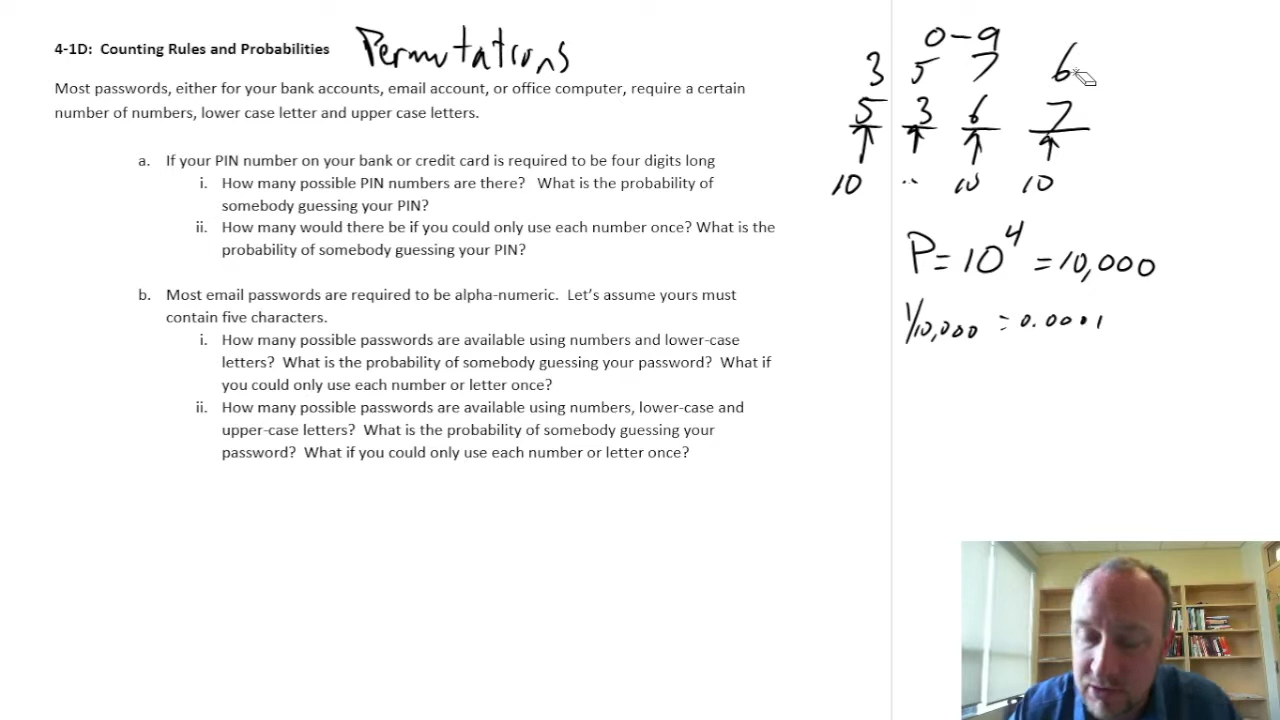 4-1D: Counting Rules and Probabilities Permutations
Most passwords, either for your bank accounts, email account, or office computer, require a certain
number of numbers, lower case letter and upper case letters.
a. If your PIN number on your bank or credit card is required to be four digits long
i. How many possible PIN numbers are there? What is the probability of
somebody guessing your PIN?
ii. How many would there be if you could only use each number once? What is the
probability of somebody guessing your PIN?
b. Most email passwords are required to be alpha-numeric. Let's assume yours must
contain five characters.
i. How many possible passwords are available using numbers and lower-case
letters? What is the probability of somebody guessing your password? What if
you could only use each number or letter once?
ii. How many possible passwords are available using numbers, lower-case and
upper-case letters? What is the probability of somebody guessing your
password? What if you could only use each number or letter once?
0-9
3 5 7 6
5 3 6 7
10 .. 10 10
P=10⁴ =10,000
1/10,000 = 0.0001